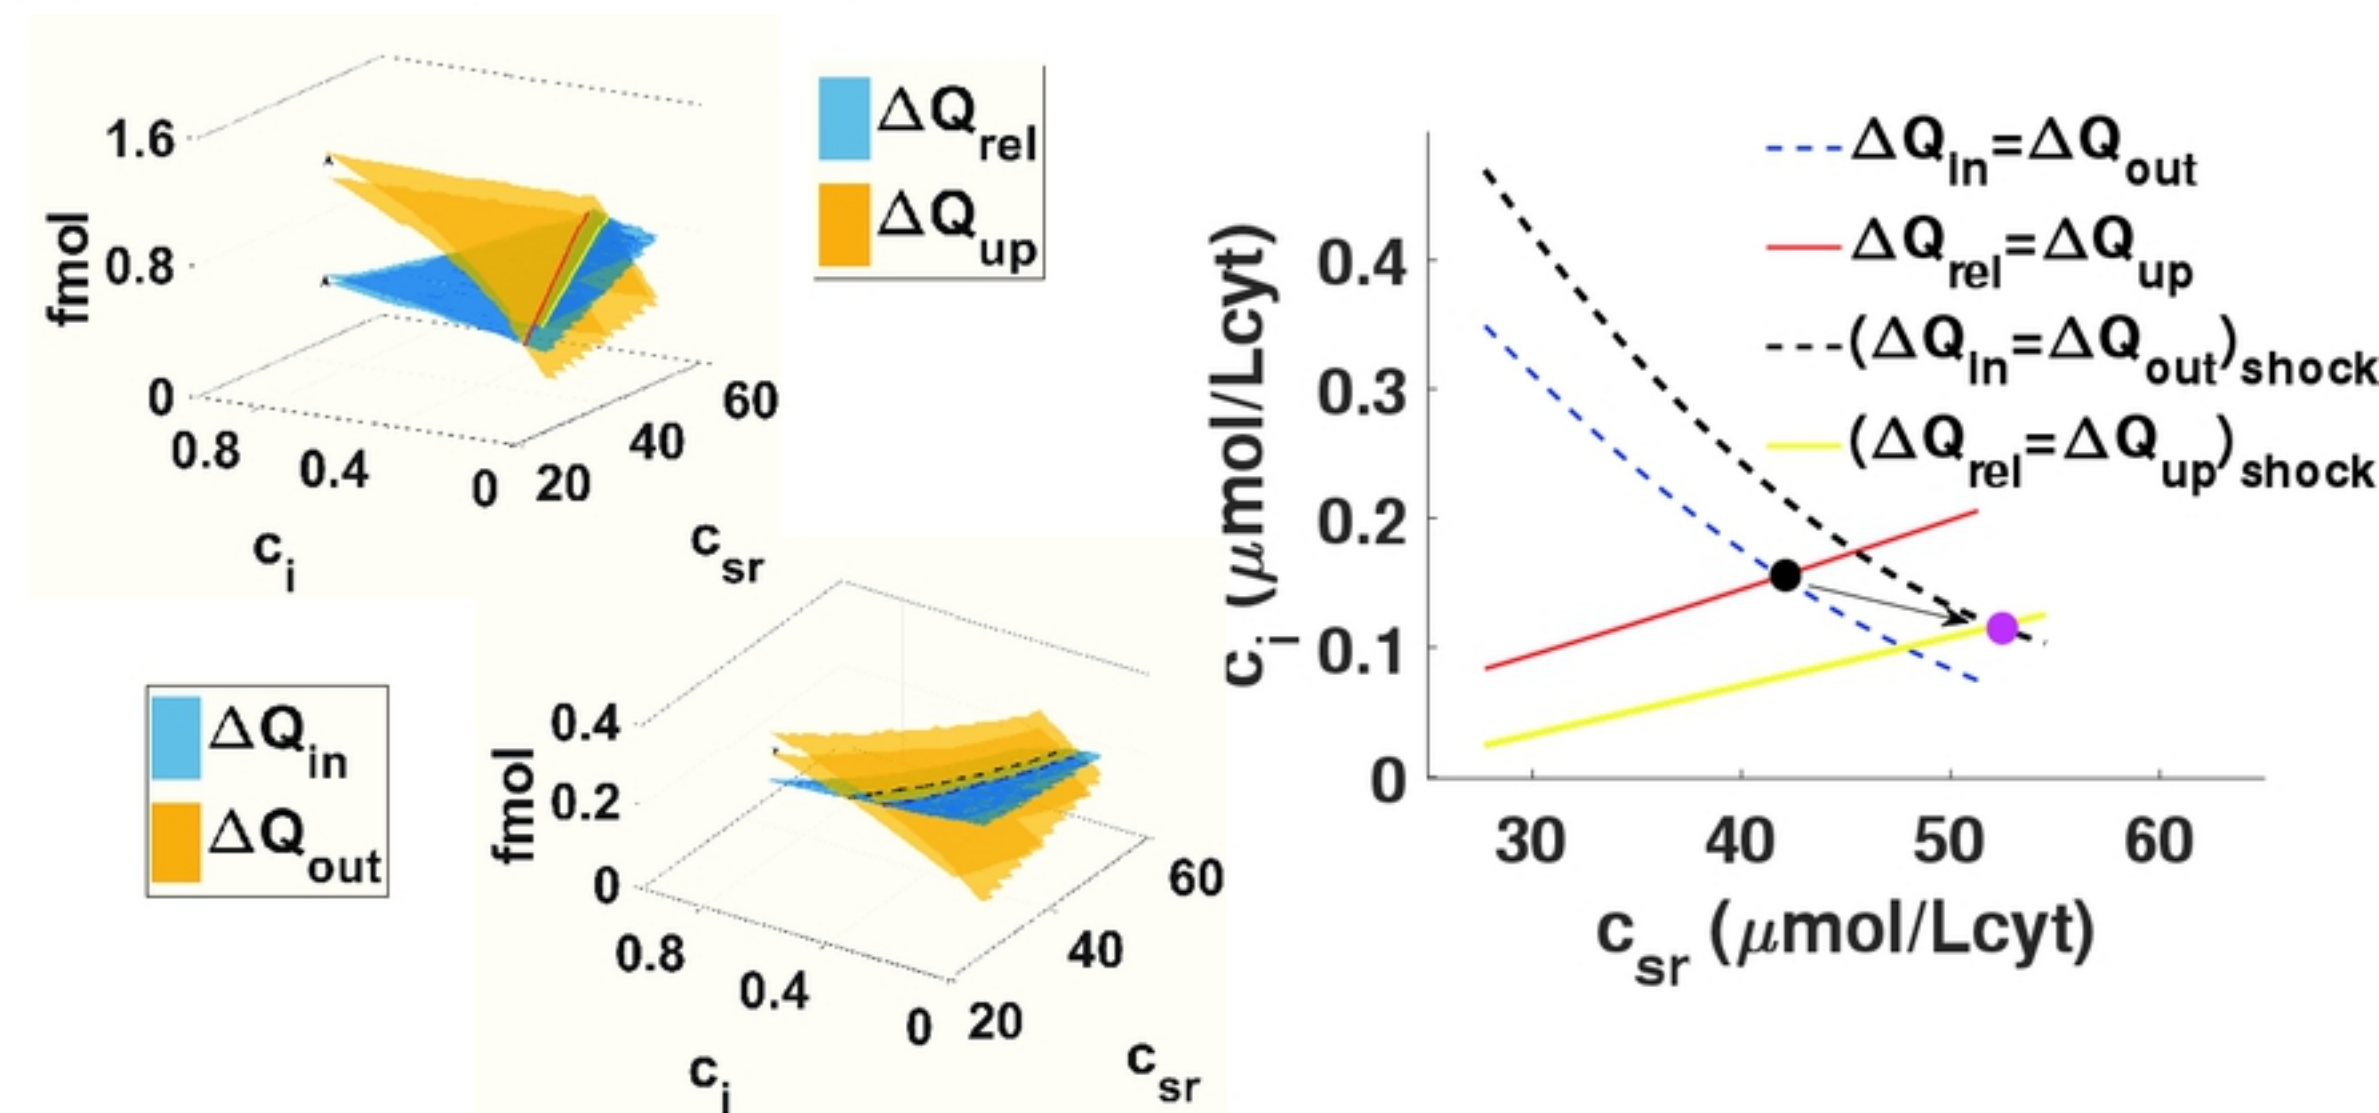 1.6
0.8
0
fmol
0.8
0.4
0
20
40
60
c_i
c_sr
ΔQ_rel
ΔQ_up
ΔQ_in
ΔQ_out
0.4
0.2
0
fmol
0.8
0.4
0
20
40
60
c_i
c_sr
ΔQ_in=ΔQ_out
ΔQ_rel=ΔQ_up
(ΔQ_in=ΔQ_out)_shock
(ΔQ_rel=ΔQ_up)_shock
0.4
0.3
0.2
0.1
0
c_i (μmol/Lcyt)
30
40
50
60
c_sr (μmol/Lcyt)